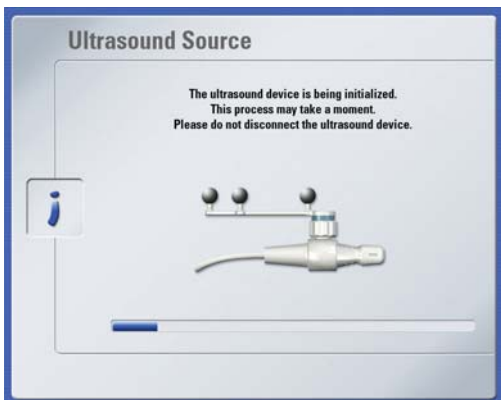 Ultrasound Source
The ultrasound device is being initialized.
This process may take a moment.
Please do not disconnect the ultrasound device.
i